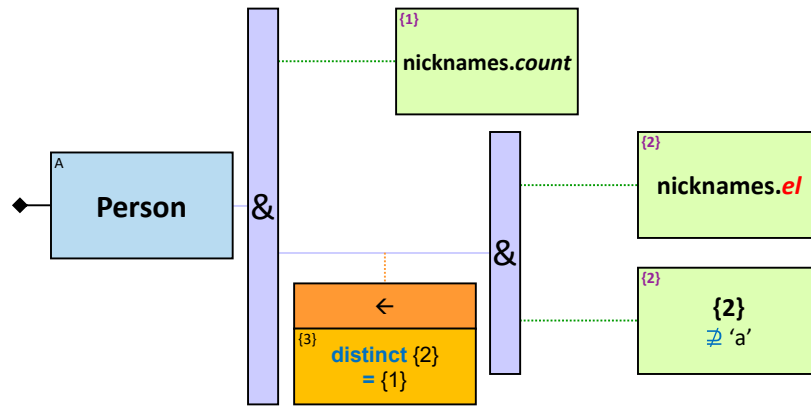 A
Person
&
{1}
nicknames.count
←
{3}
distinct {2}
= {1}
&
{2}
nicknames.el
{2}
{2}
⊉ 'a'